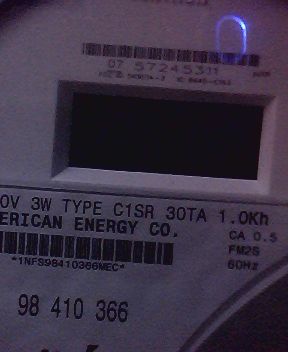 07 57245311
0V 3W TYPE C1SR 30TA 1.0Kh
ERICAN ENERGY CO.
CA 0.5
FM2S
60Hz
*1NFS98410366MEC*
98 410 366